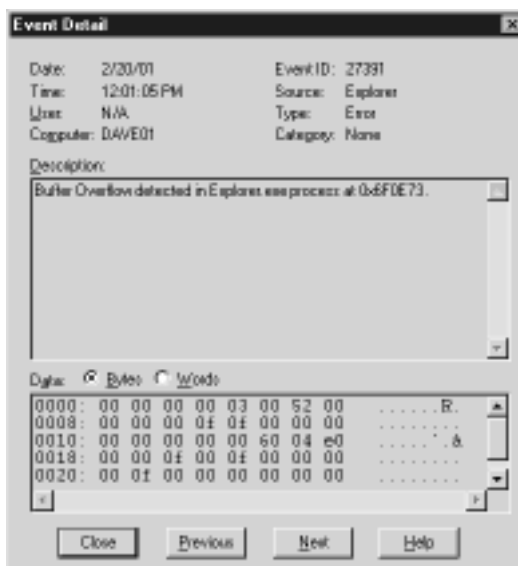 Event Detail
Date: 2/20/01 Event ID: 27391
Time: 12:01:05 PM Source: Explorer
User: N/A Type: Error
Computer: DAVE01 Category: None
Description:
Buffer Overflow detected in Explorer.exe process at 0x6F0E73.
Data: Bytes Words
0000: 00 00 00 00 03 00 52 00 ......R.
0008: 00 00 00 0f 0f 00 00 00 ........
0010: 00 00 00 00 00 60 04 e0 .....`.à
0018: 00 00 0f 00 0f 00 00 00 ........
0020: 00 0f 00 00 00 00 00 00 ........
Close Previous Next Help